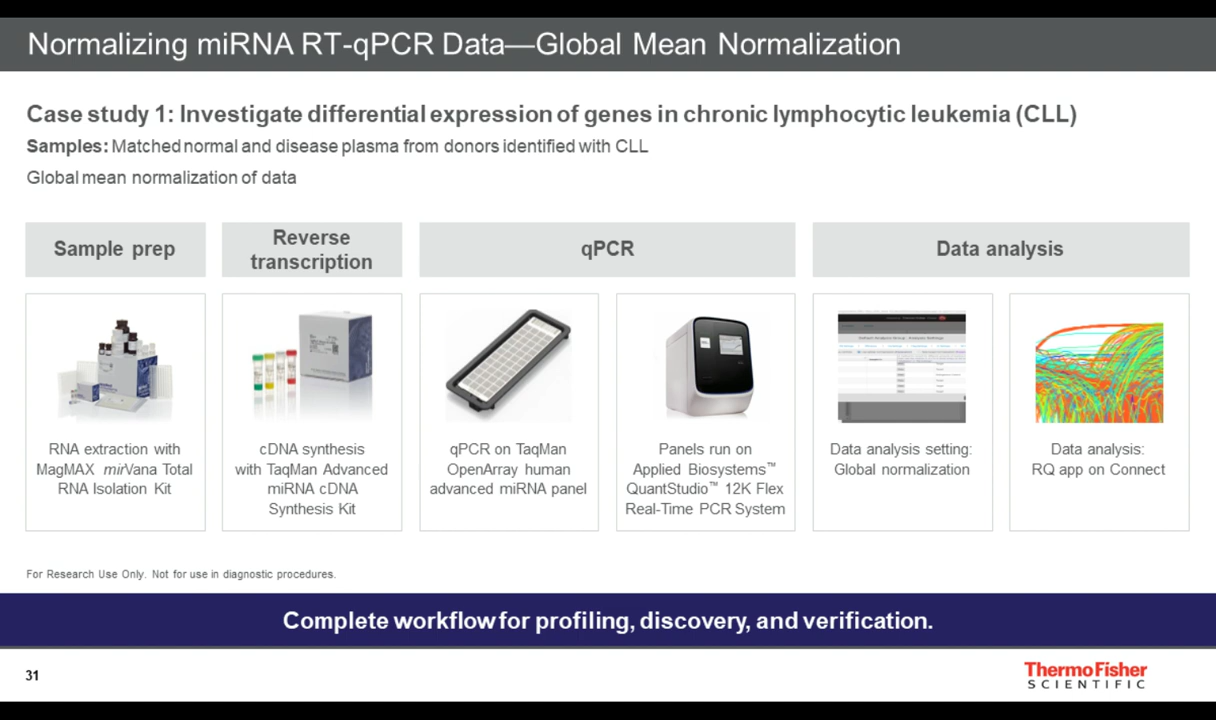 Normalizing miRNA RT-qPCR Data—Global Mean Normalization
Case study 1: Investigate differential expression of genes in chronic lymphocytic leukemia (CLL)
Samples: Matched normal and disease plasma from donors identified with CLL
Global mean normalization of data
Sample prep
Reverse
transcription
qPCR
Data analysis
RNA extraction with
MagMAX mirVana Total
RNA Isolation Kit
cDNA synthesis
with TaqMan Advanced
miRNA cDNA
Synthesis Kit
qPCR on TaqMan
OpenArray human
advanced miRNA panel
Panels run on
Applied Biosystems™
QuantStudio™ 12K Flex
Real-Time PCR System
Data analysis setting:
Global normalization
Data analysis:
RQ app on Connect
For Research Use Only. Not for use in diagnostic procedures.
Complete workflow for profiling, discovery, and verification.
31
ThermoFisher
SCIENTIFIC